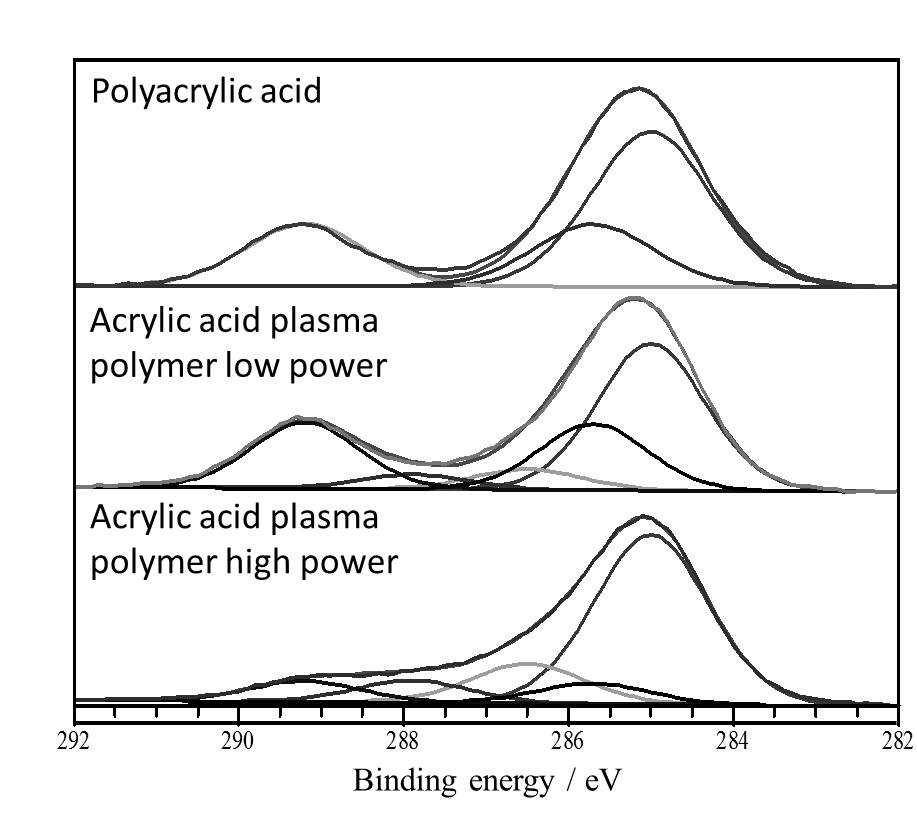 Polyacrylic acid
Acrylic acid plasma
polymer low power
Acrylic acid plasma
polymer high power
292 290 288 286 284 282
Binding energy / eV